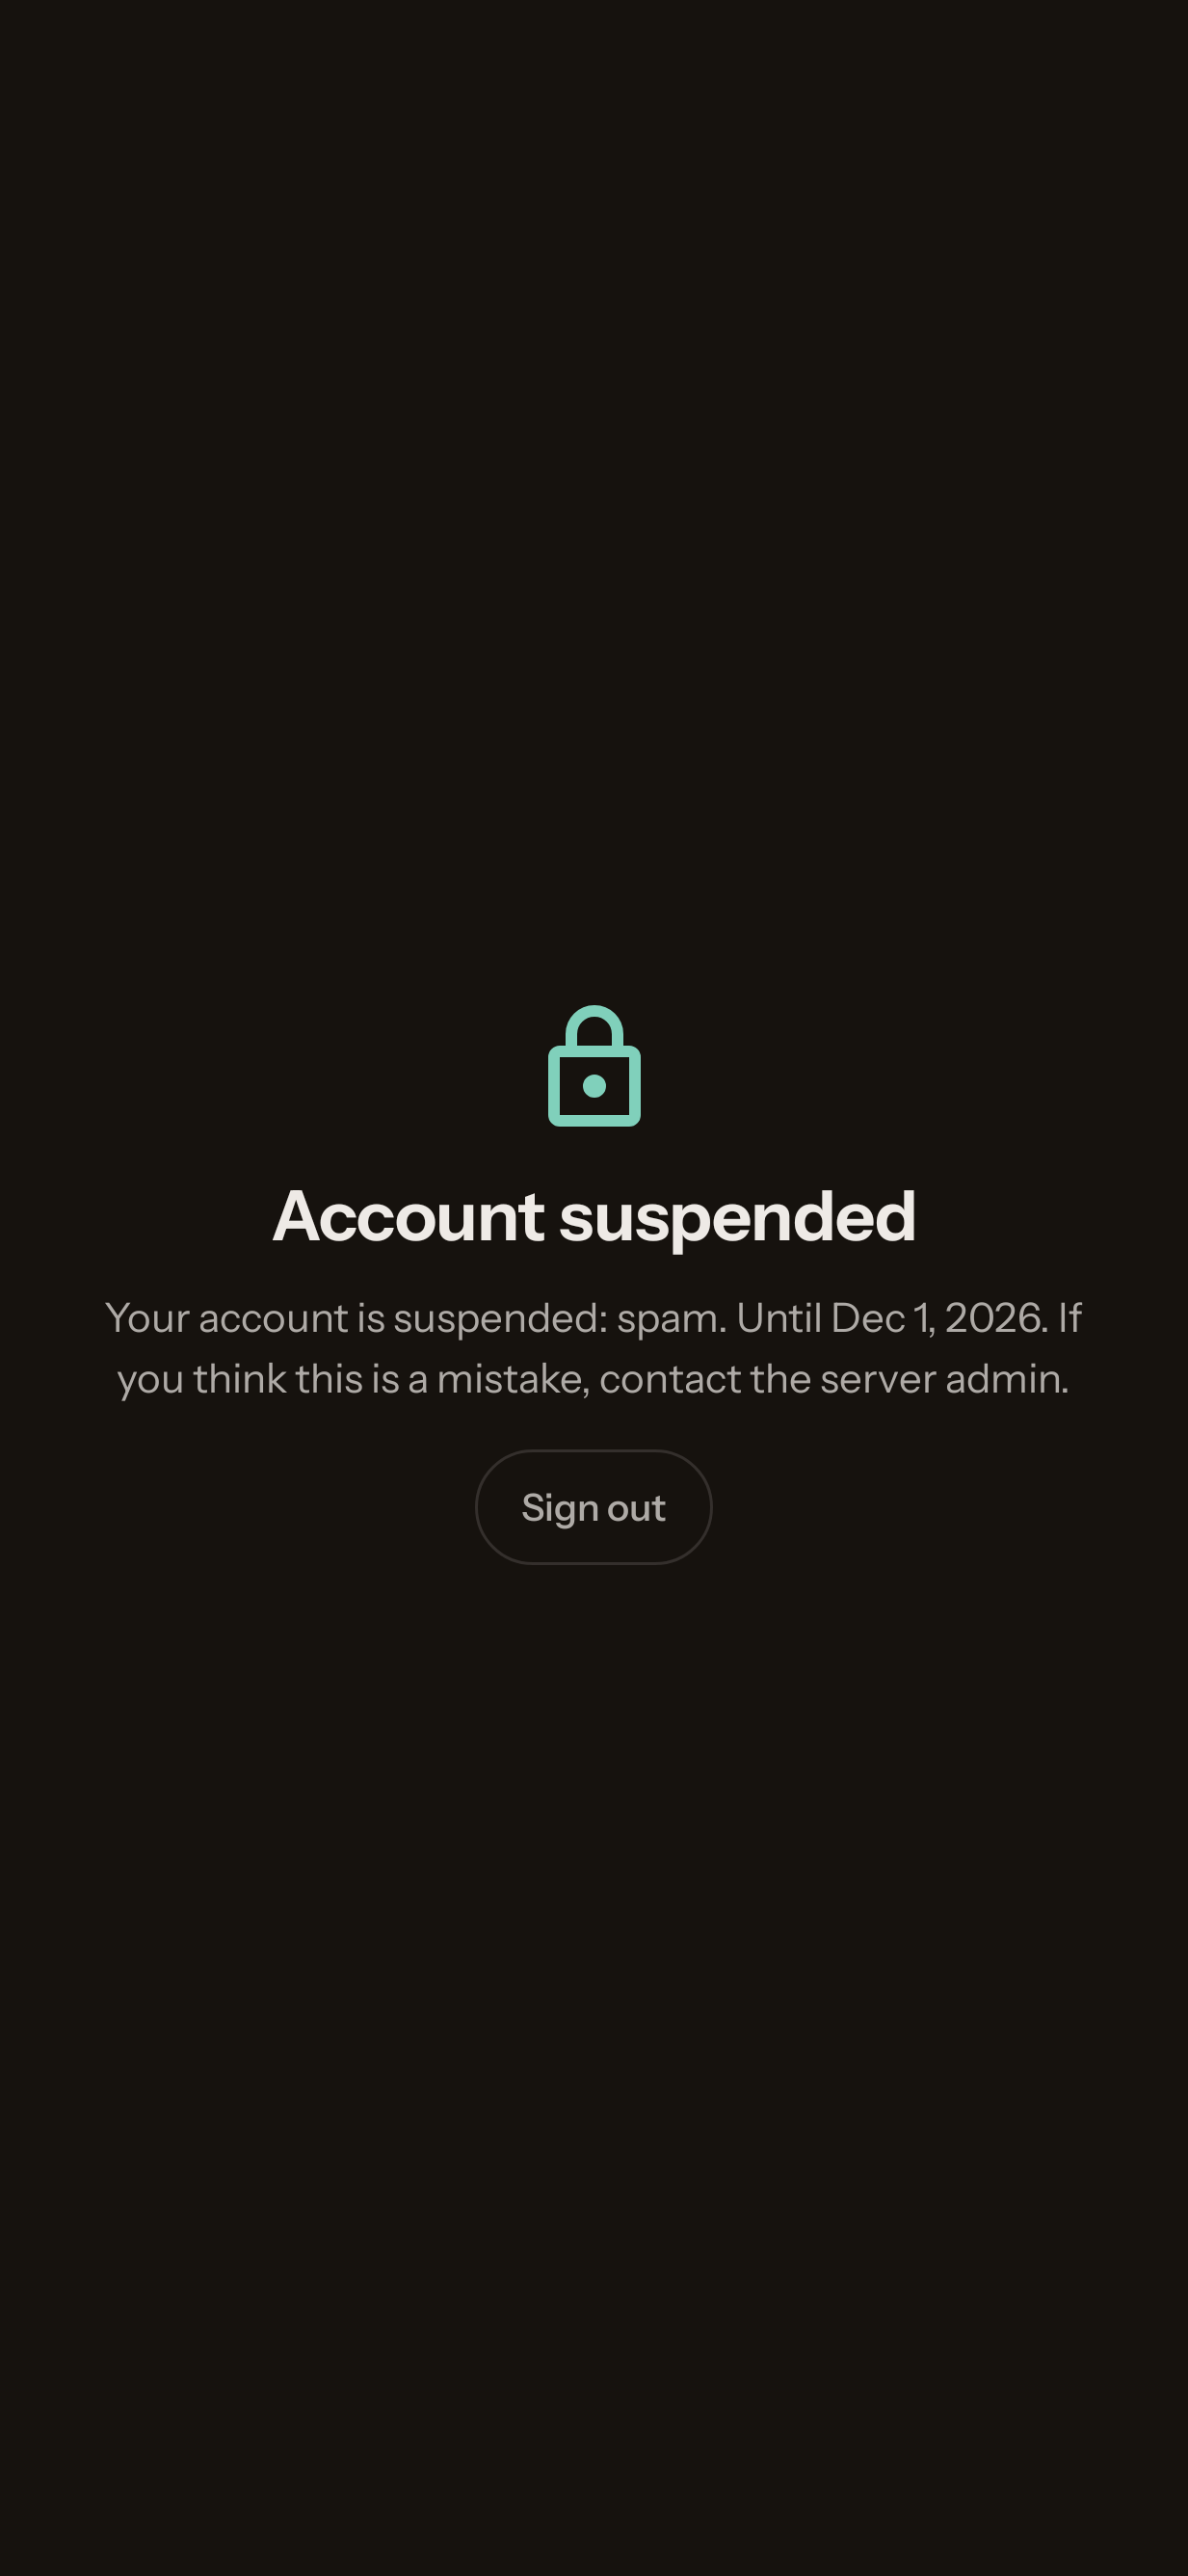 Account suspended
Your account is suspended: spam. Until Dec 1, 2026. If
you think this is a mistake, contact the server admin.
Sign out